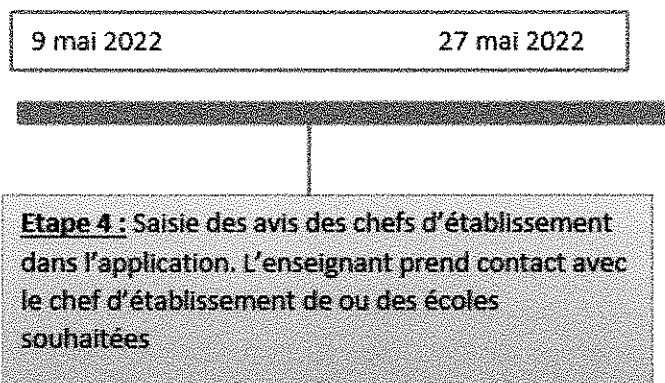 9 mai 2022 27 mai 2022
Etape 4 : Saisie des avis des chefs d'établissement
dans l'application. L'enseignant prend contact avec
le chef d'établissement de ou des écoles
souhaitées